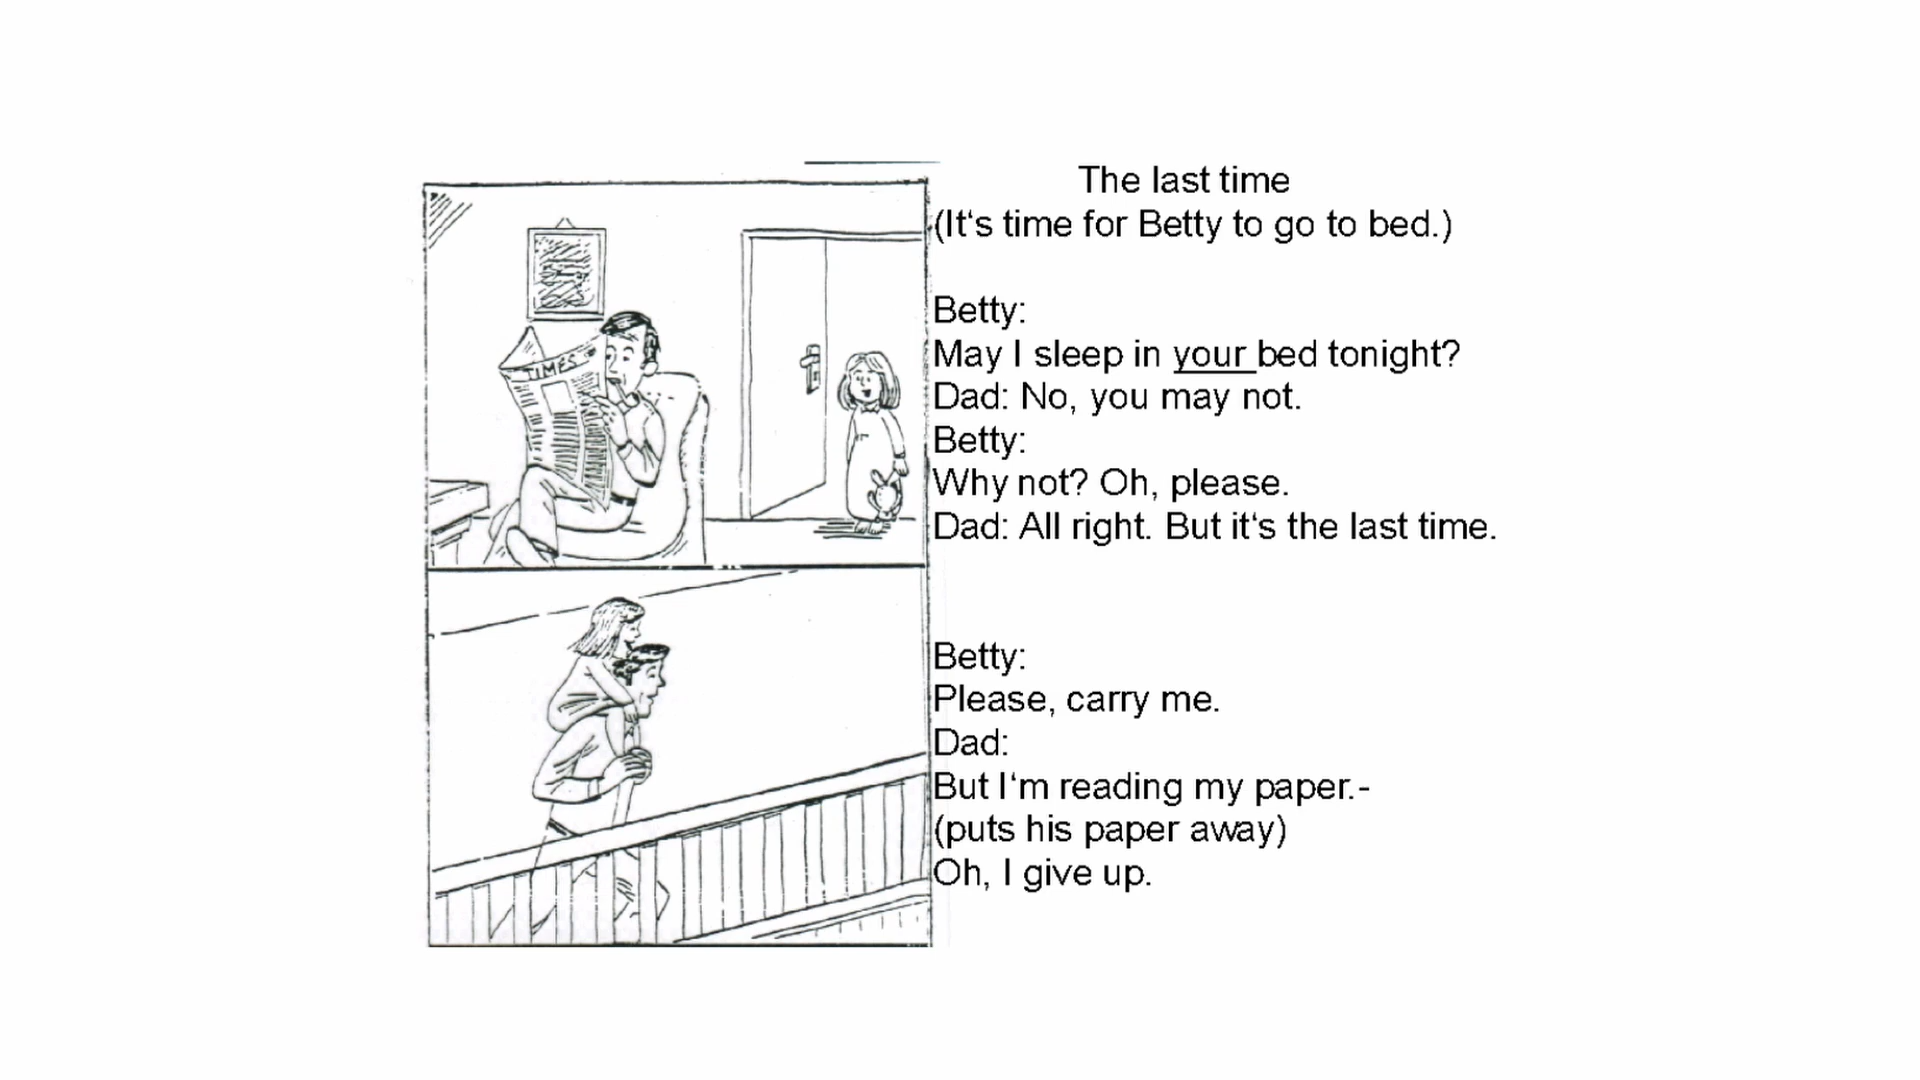 The last time
(It‘s time for Betty to go to bed.)
Betty:
May I sleep in your bed tonight?
Dad: No, you may not.
Betty:
Why not? Oh, please.
Dad: All right. But it‘s the last time.
Betty:
Please, carry me.
Dad:
But I‘m reading my paper.-
(puts his paper away)
Oh, I give up.
TIMES